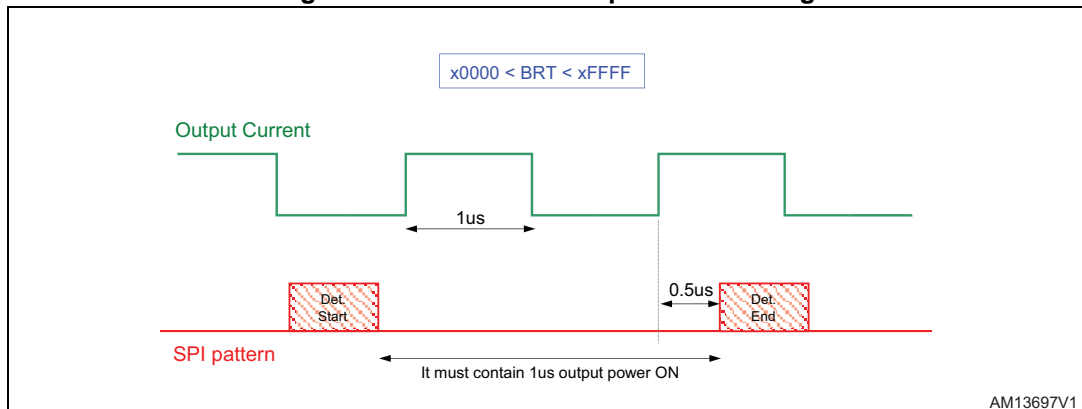 x0000 < BRT < xFFFF
Output Current
1us
0.5us
Det.
Start
Det.
End
SPI pattern
It must contain 1us output power ON
AM13697V1